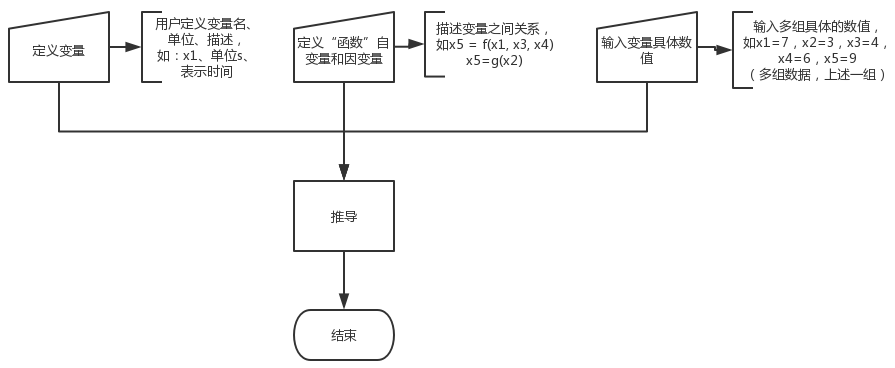 定义变量
用户定义变量名、
单位、描述，
如：x1、单位s、
表示时间
定义“函数”自
变量和因变量
描述变量之间关系，
如x5 = f(x1, x3, x4)
x5=g(x2)
输入变量具体数
值
输入多组具体的数值，
如x1=7，x2=3，x3=4，
x4=6，x5=9
（多组数据，上述一组）
推导
结束